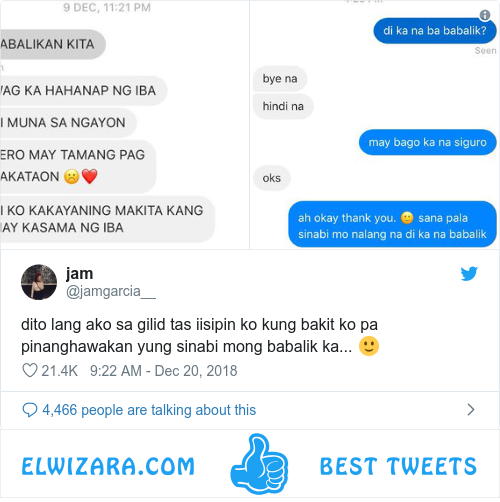 9 DEC, 11:21 PM
ABALIKAN KITA
AG KA HAHANAP NG IBA
I MUNA SA NGAYON
ERO MAY TAMANG PAG
AKATAON ☹️❤️
I KO KAKAYANING MAKITA KANG
AY KASAMA NG IBA
di ka na ba babalik?
Seen
bye na
hindi na
may bago ka na siguro
oks
ah okay thank you. 🙂 sana pala
sinabi mo nalang na di ka na babalik
jam
@jamgarcia__
dito lang ako sa gilid tas iisipin ko kung bakit ko pa
pinanghawakan yung sinabi mong babalik ka... 🙂
21.4K 9:22 AM - Dec 20, 2018
4,466 people are talking about this
ELWIZARA.COM BEST TWEETS